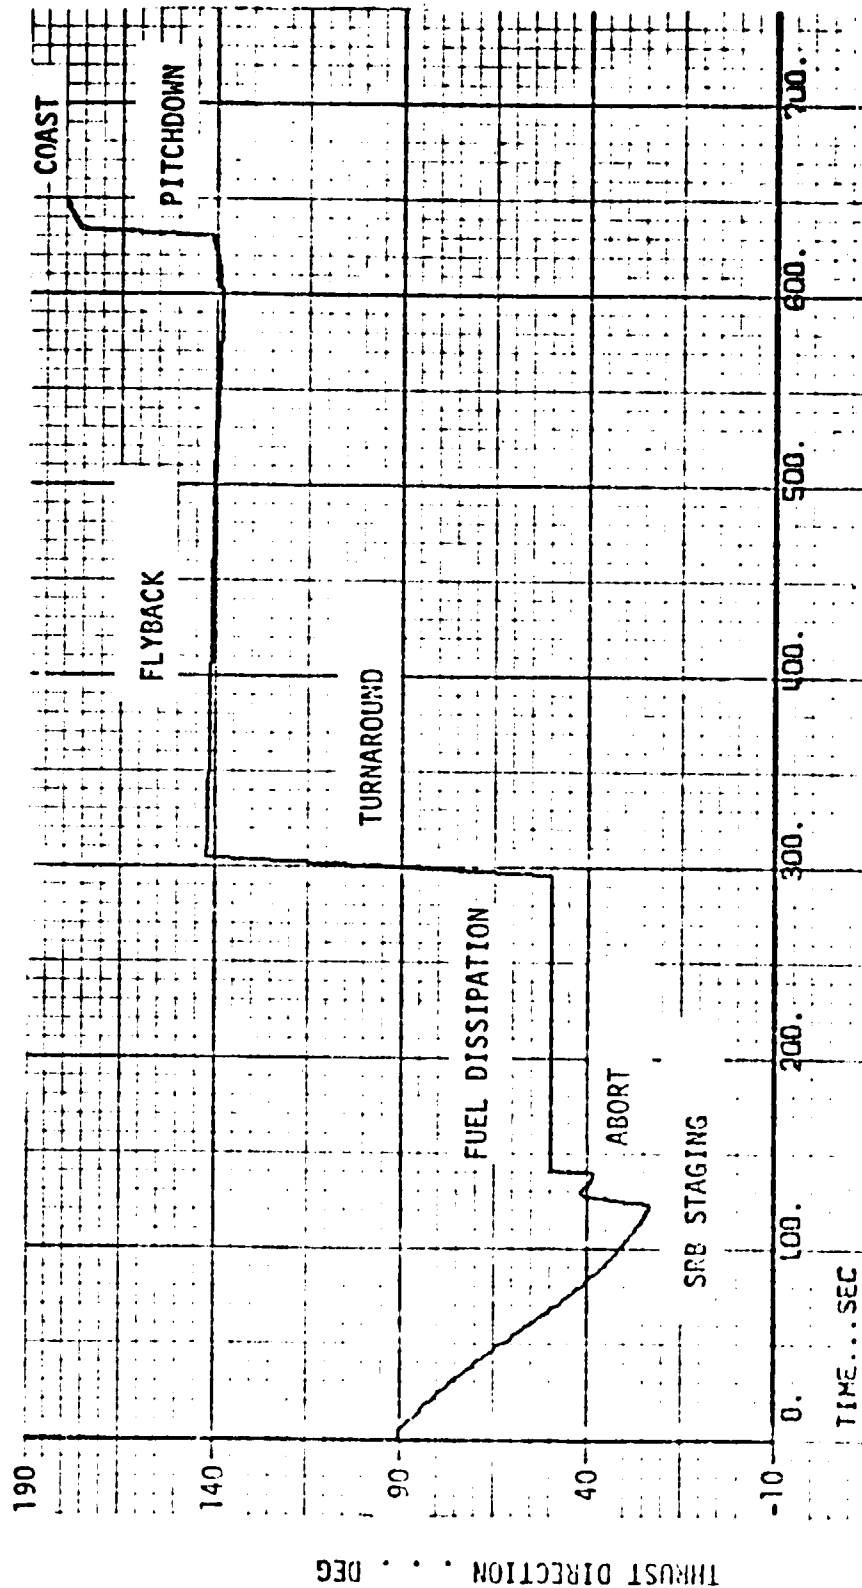 190
140
90
40
-10
THRUST DIRECTION . . . DEG
COAST
PITCHDOWN
FLYBACK
TURNAROUND
FUEL DISSIPATION
ABORT
SRB STAGING
0.
100.
200.
300.
400.
500.
600.
700.
TIME...SEC